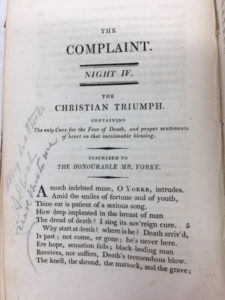 THE
COMPLAINT.
NIGHT IV.
THE
CHRISTIAN TRIUMPH.
CONTAINING
The only Cure for the Fear of Death, and proper sentiments
of heart on that inestimable blessing.
INSCRIBED TO
THE HONOURABLE MR. YORKE.
A much indebted muse, O YORKE, intrudes.
Amid the smiles of fortune and of youth,
Thine ear is patient of a serious song.
How deep implanted in the breast of man
The dread of death! I sing its sov'reign cure. 5
Why start at death? where is he? Death arriv'd,
Is past; not come, or gone; he's never here.
Ere hope, sensation fails; black-boding man
Receives, nor suffers, Death's tremendous blow.
The knell, the shroud, the mattock, and the grave;